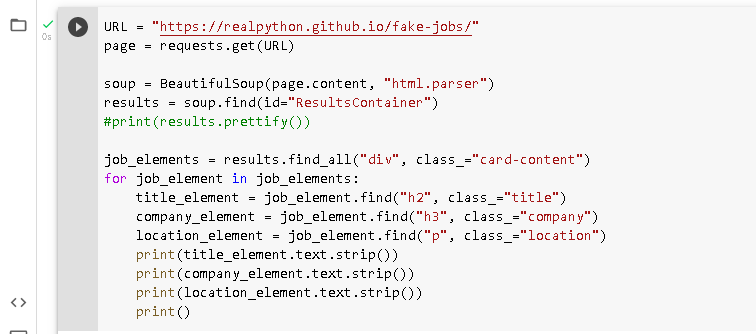 URL = "https://realpython.github.io/fake-jobs/"
page = requests.get(URL)
0s
soup = BeautifulSoup(page.content, "html.parser")
results = soup.find(id="ResultsContainer")
#print(results.prettify())
job_elements = results.find_all("div", class_="card-content")
for job_element in job_elements:
    title_element = job_element.find("h2", class_="title")
    company_element = job_element.find("h3", class_="company")
    location_element = job_element.find("p", class_="location")
    print(title_element.text.strip())
    print(company_element.text.strip())
    print(location_element.text.strip())
    print()